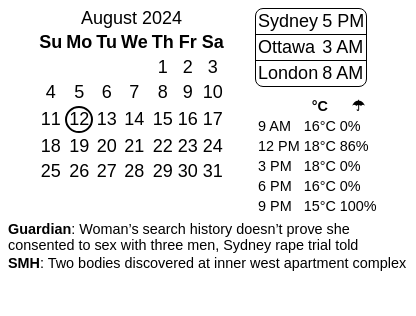 August 2024
Su Mo Tu We Th Fr Sa
1 2 3
4 5 6 7 8 9 10
11 12 13 14 15 16 17
18 19 20 21 22 23 24
25 26 27 28 29 30 31
Sydney 5 PM
Ottawa 3 AM
London 8 AM
°C ☂
9 AM 16°C 0%
12 PM 18°C 86%
3 PM 18°C 0%
6 PM 16°C 0%
9 PM 15°C 100%
Guardian: Woman’s search history doesn’t prove she
consented to sex with three men, Sydney rape trial told
SMH: Two bodies discovered at inner west apartment complex